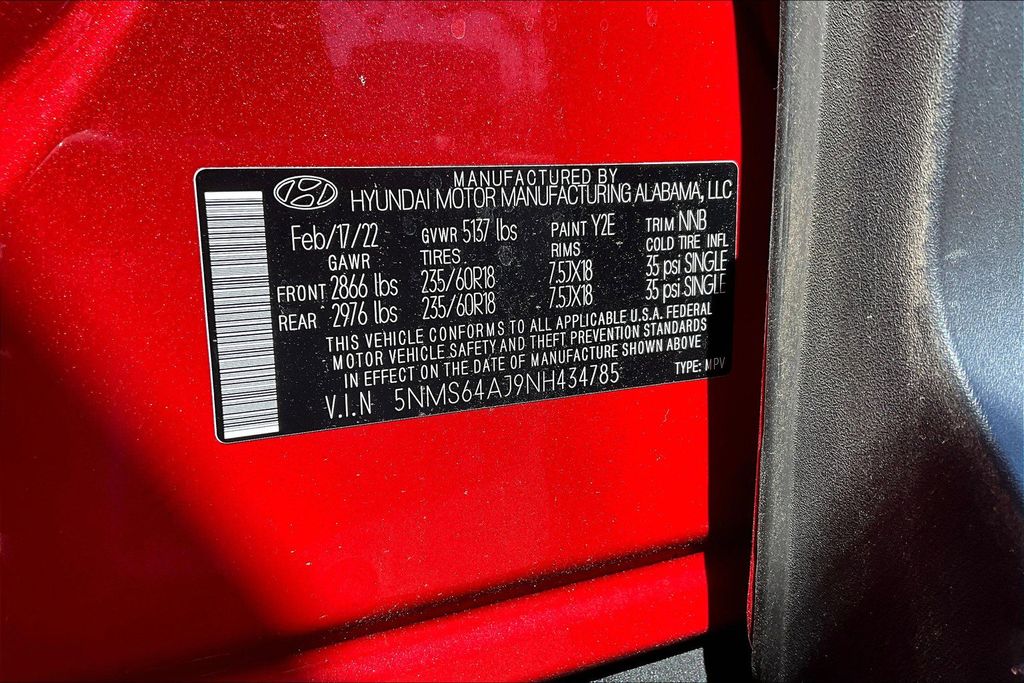 MANUFACTURED BY
HYUNDAI MOTOR MANUFACTURING ALABAMA, LLC
Feb/17/22 GVWR 5137 lbs PAINT Y2E TRIM NNB
GAWR TIRES RIMS COLD TIRE INFL
FRONT 2866 lbs 235/60R18 7.5JX18 35 psi SINGLE
REAR 2976 lbs 235/60R18 7.5JX18 35 psi SINGLE
THIS VEHICLE CONFORMS TO ALL APPLICABLE U.S.A. FEDERAL
MOTOR VEHICLE SAFETY AND THEFT PREVENTION STANDARDS
IN EFFECT ON THE DATE OF MANUFACTURE SHOWN ABOVE
V.I.N 5NMS64AJ9NH434785 TYPE: MPV